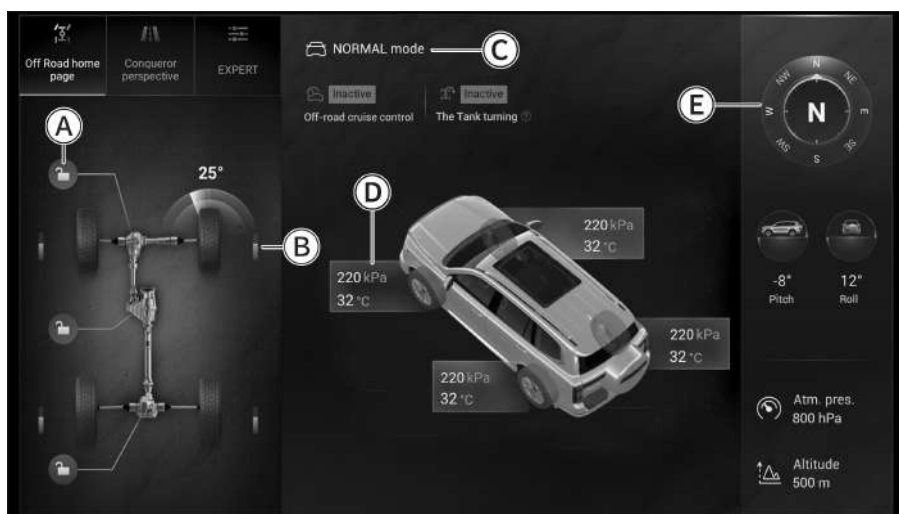 Off Road home
page
Conqueror
perspective
EXPERT
NORMAL mode
C
Inactive
Off-road cruise control
Inactive
The Tank turning ?
A
25°
B
D
220 kPa
32 °C
220 kPa
32 °C
220 kPa
32 °C
220 kPa
32 °C
E
N
NE
E
SE
S
SW
W
NW
N
-8°
Pitch
12°
Roll
Atm. pres.
800 hPa
Altitude
500 m